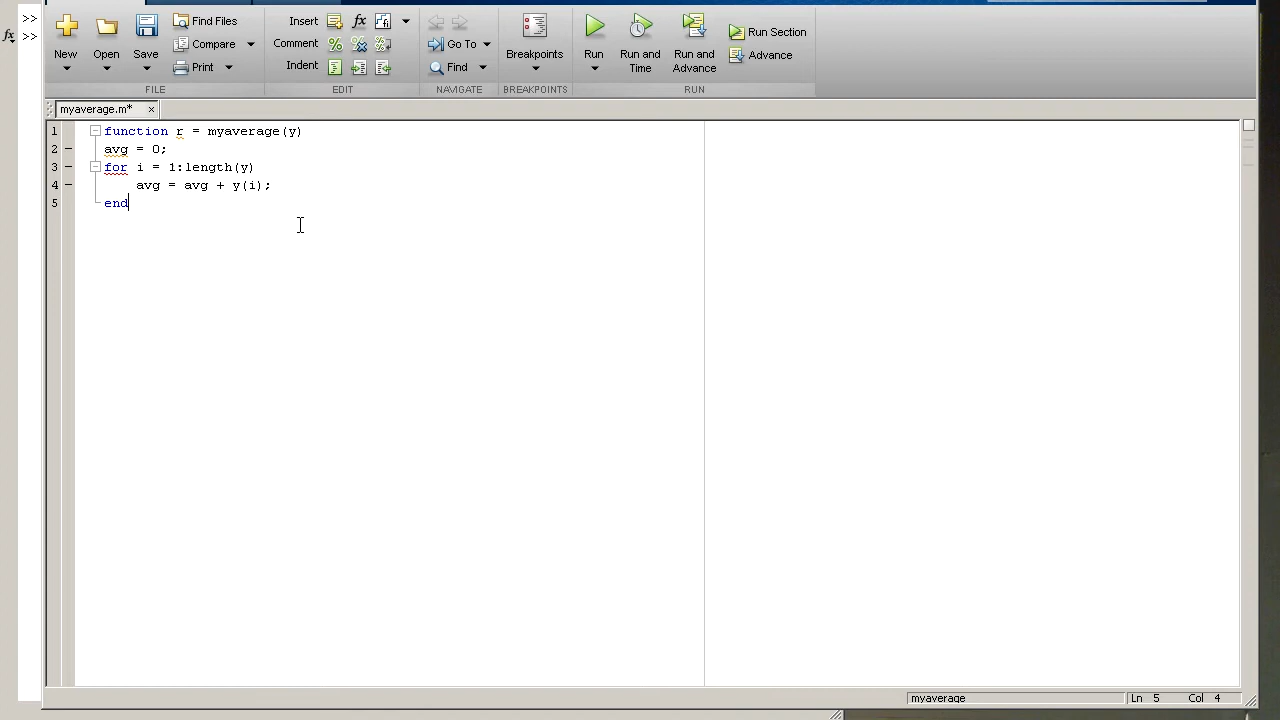 >>
fx >>
New
Open
Save
Find Files
Compare
Print
FILE
Insert fx
Comment
Indent
EDIT
Go To
Find
NAVIGATE
Breakpoints
BREAKPOINTS
Run
Run and Time
Run and Advance
Run Section
Advance
RUN
myaverage.m* ×
1 function r = myaverage(y)
2 – avg = 0;
3 – for i = 1:length(y)
4 – avg = avg + y(i);
5 end
myaverage Ln 5 Col 4